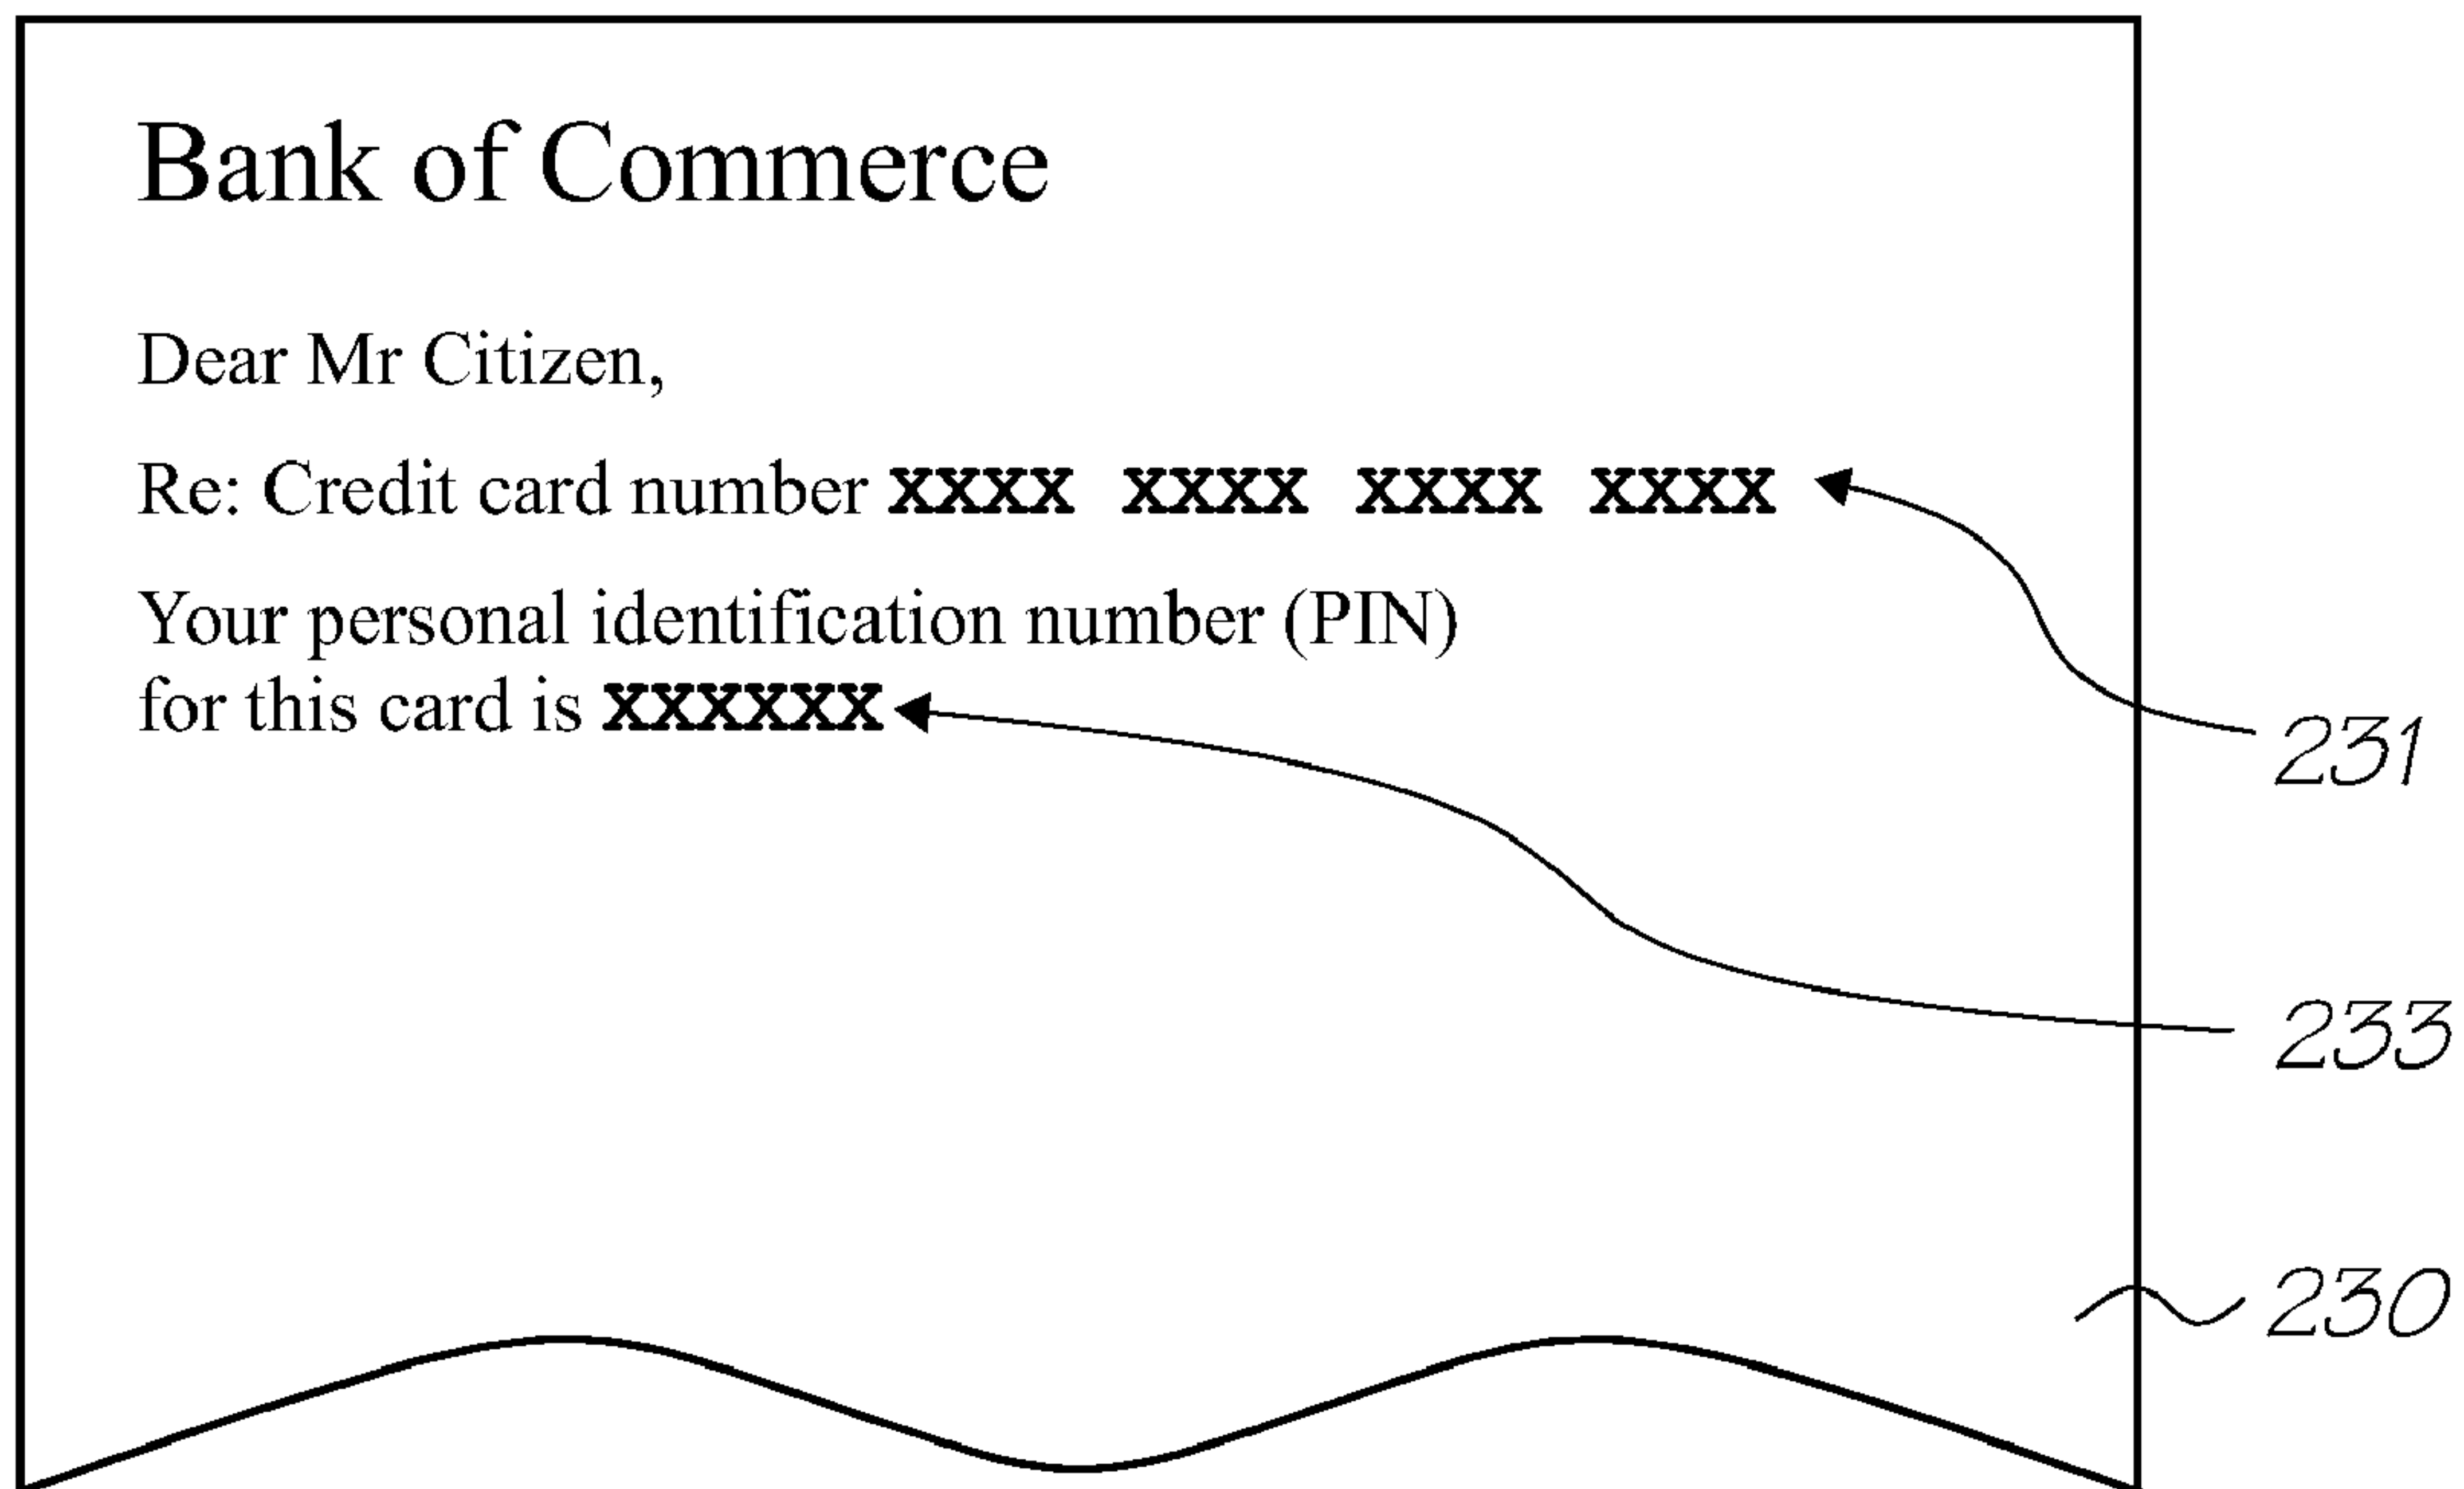 Bank of Commerce
Dear Mr Citizen,
Re: Credit card number xxxx xxxx xxxx xxxx
Your personal identification number (PIN)
for this card is xxxxxx
231
233
230